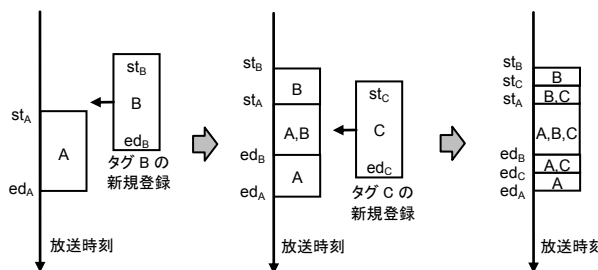 st_A
A
ed_A
放送時刻
st_B
B
ed_B
タグ B の
新規登録
st_B
st_A
ed_B
ed_A
B
A,B
A
放送時刻
st_C
C
ed_C
タグ C の
新規登録
st_B
st_C
st_A
ed_B
ed_C
ed_A
B
B,C
A,B,C
A,C
A
放送時刻